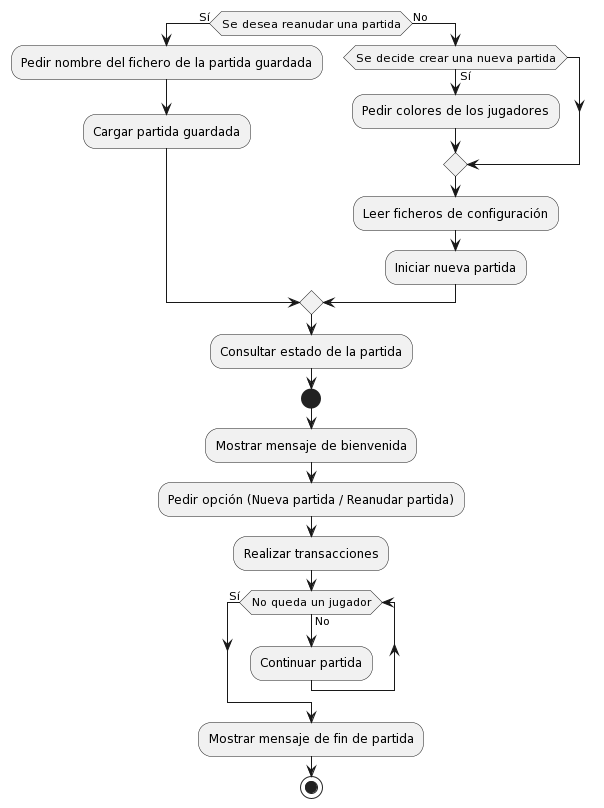 Sí
Se desea reanudar una partida
No
Pedir nombre del fichero de la partida guardada
Se decide crear una nueva partida
Sí
Cargar partida guardada
Pedir colores de los jugadores
Leer ficheros de configuración
Iniciar nueva partida
Consultar estado de la partida
Mostrar mensaje de bienvenida
Pedir opción (Nueva partida / Reanudar partida)
Realizar transacciones
Sí
No queda un jugador
No
Continuar partida
Mostrar mensaje de fin de partida